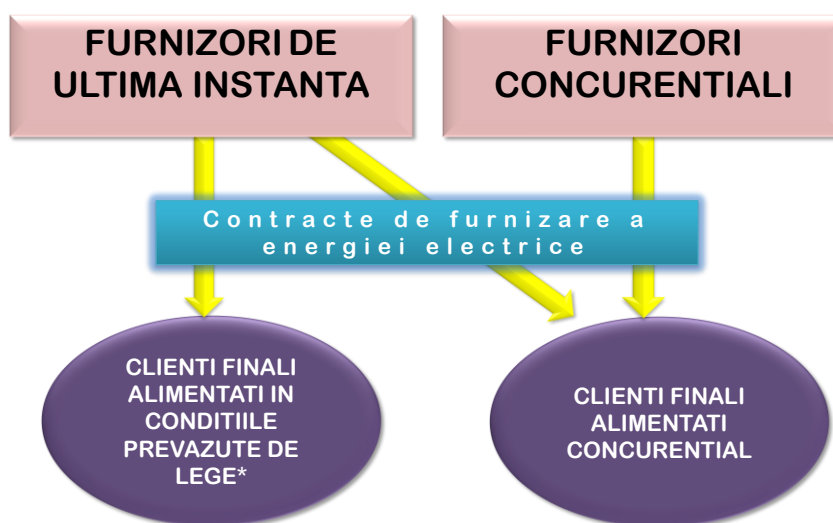 FURNIZORI DE
ULTIMA INSTANTA
FURNIZORI
CONCURENTIALI
Contracte de furnizare a
energiei electrice
CLIENTI FINALI
ALIMENTATI IN
CONDITIILE
PREVAZUTE DE
LEGE*
CLIENTI FINALI
ALIMENTATI
CONCURENTIAL